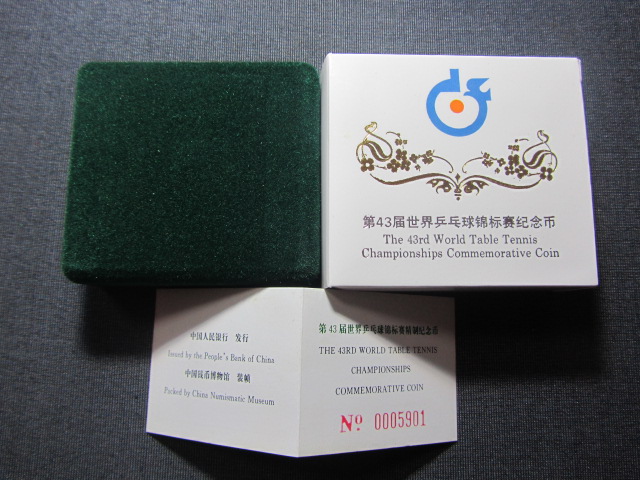 第43届世界乒乓球锦标赛纪念币
The 43rd World Table Tennis
Championships Commemorative Coin
中国人民银行 发行
Issued by the People's Bank of China
中国钱币博物馆 装帧
Packed by China Numismatic Museum
第43届世界乒乓球锦标赛精制纪念币
THE 43RD WORLD TABLE TENNIS
CHAMPIONSHIPS
COMMEMORATIVE COIN
Nº 0005901